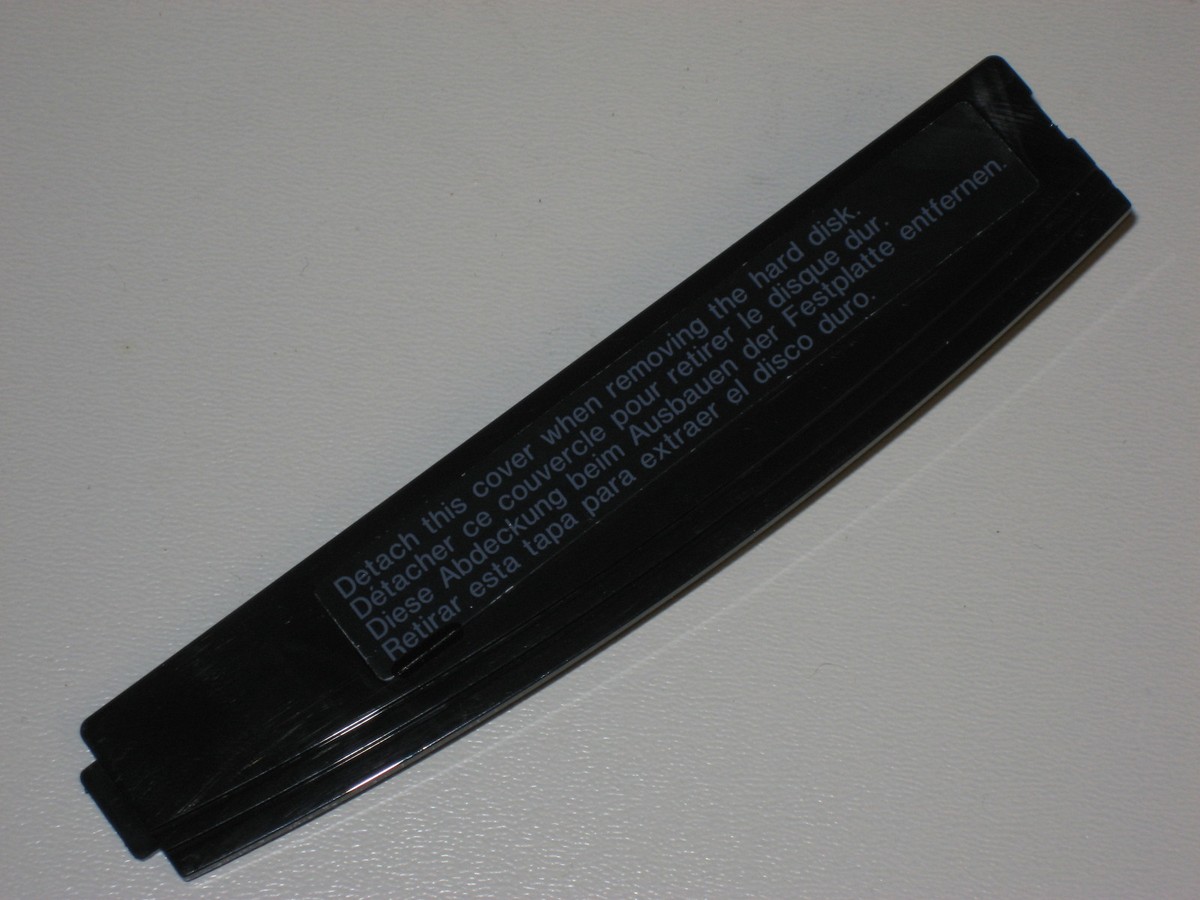 Detach this cover when removing the hard disk.
Détacher ce couvercle pour retirer le disque dur.
Diese Abdeckung beim Ausbauen der Festplatte entfernen.
Retirar esta tapa para extraer el disco duro.